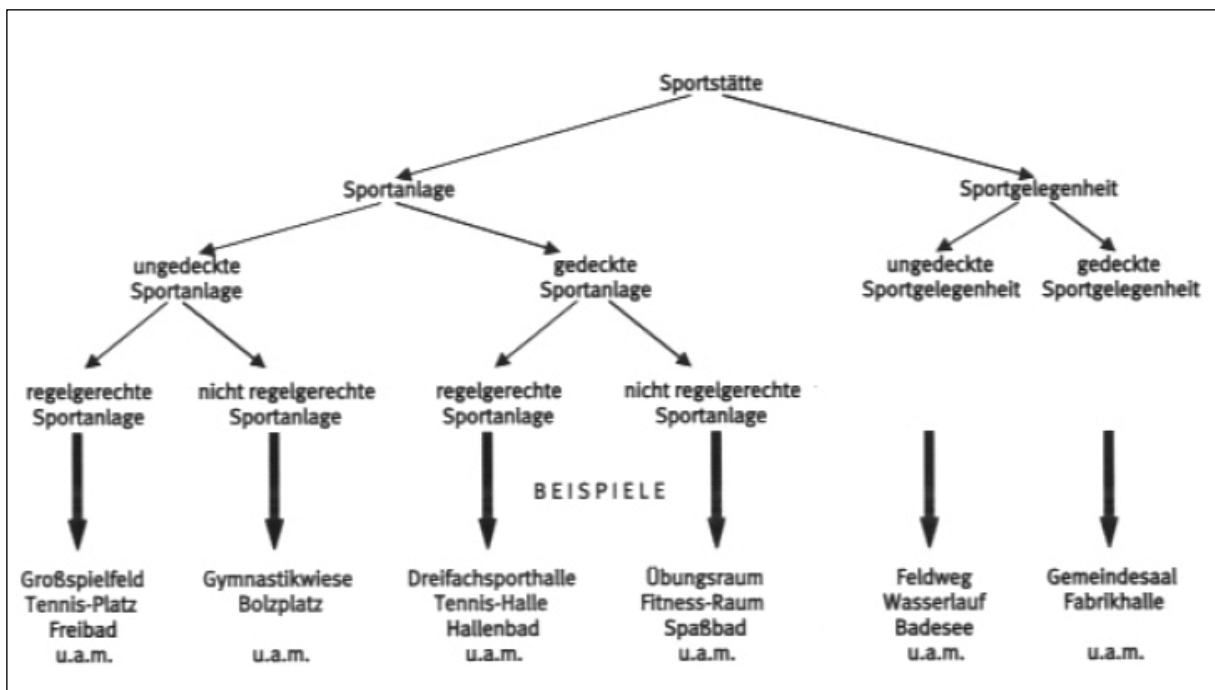 Sportstätte
Sportanlage
Sportgelegenheit
ungedeckte
Sportanlage
gedeckte
Sportanlage
ungedeckte
Sportgelegenheit
gedeckte
Sportgelegenheit
regelgerechte
Sportanlage
nicht regelgerechte
Sportanlage
regelgerechte
Sportanlage
nicht regelgerechte
Sportanlage
BEISPIELE
Großspielfeld
Tennis-Platz
Freibad
u.a.m.
Gymnastikwiese
Bolzplatz
u.a.m.
Dreifachsporthalle
Tennis-Halle
Hallenbad
u.a.m.
Übungsraum
Fitness-Raum
Spaßbad
u.a.m.
Feldweg
Wasserlauf
Badesee
u.a.m.
Gemeindesaal
Fabrikhalle
u.a.m.